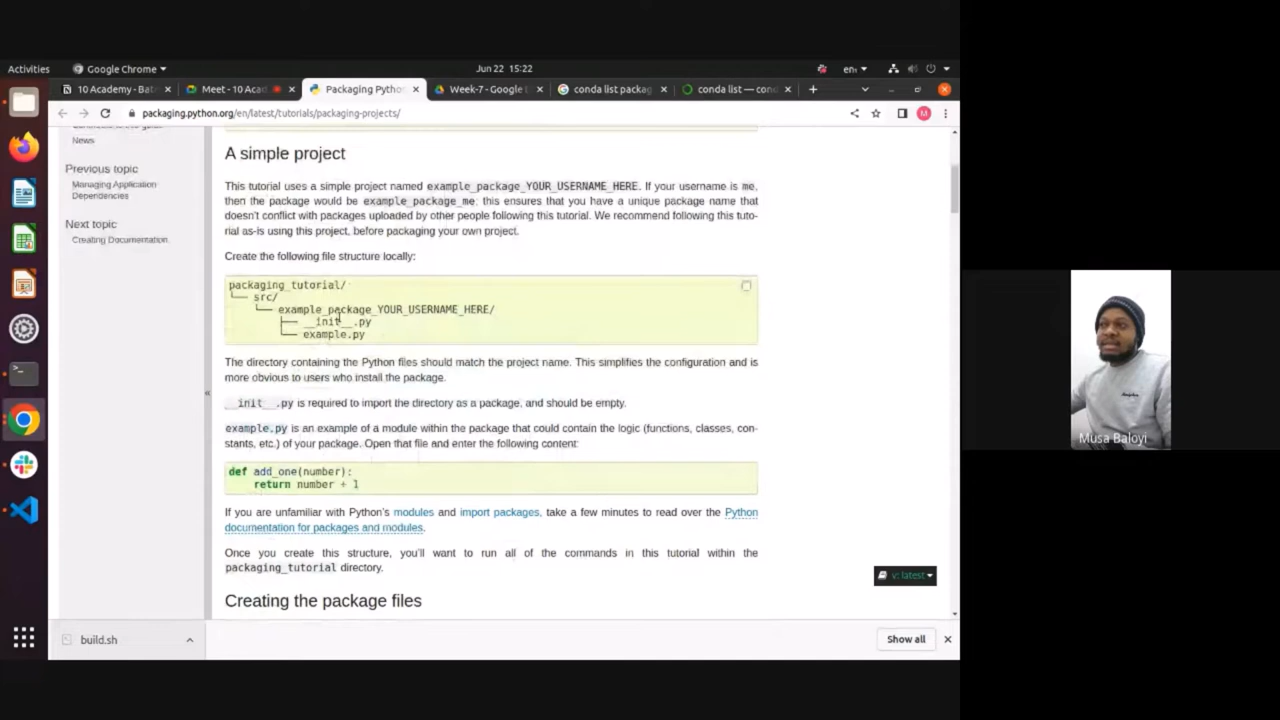 Activities
Google Chrome
Jun 22 15:22
en
10 Academy - Bat
Meet - 10 Acad
Packaging Pytho
Week-7 - Google
conda list packag
conda list — con
packaging.python.org/en/latest/tutorials/packaging-projects/
M
News
Previous topic
Managing Application
Dependencies
Next topic
Creating Documentation
«
A simple project
This tutorial uses a simple project named example_package_YOUR_USERNAME_HERE. If your username is me,
then the package would be example_package_me; this ensures that you have a unique package name that
doesn't conflict with packages uploaded by other people following this tutorial. We recommend following this tuto-
rial as-is using this project, before packaging your own project.
Create the following file structure locally:
packaging_tutorial/
└── src/
└── example_package_YOUR_USERNAME_HERE/
├── __init__.py
└── example.py
The directory containing the Python files should match the project name. This simplifies the configuration and is
more obvious to users who install the package.
__init__.py is required to import the directory as a package, and should be empty.
example.py is an example of a module within the package that could contain the logic (functions, classes, con-
stants, etc.) of your package. Open that file and enter the following content:
def add_one(number):
return number + 1
If you are unfamiliar with Python's modules and import packages, take a few minutes to read over the Python
documentation for packages and modules.
Once you create this structure, you'll want to run all of the commands in this tutorial within the
packaging_tutorial directory.
v: latest
Creating the package files
build.sh
Show all
Musa Baloyi